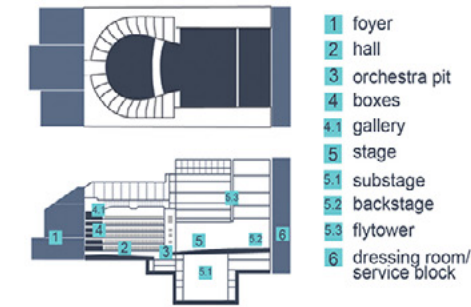 1 foyer
2 hall
3 orchestra pit
4 boxes
4.1 gallery
5 stage
5.1 substage
5.2 backstage
5.3 flytower
6 dressing room/
service block
5.3
4.1
4
1 2 3 5 5.2 6
5.1